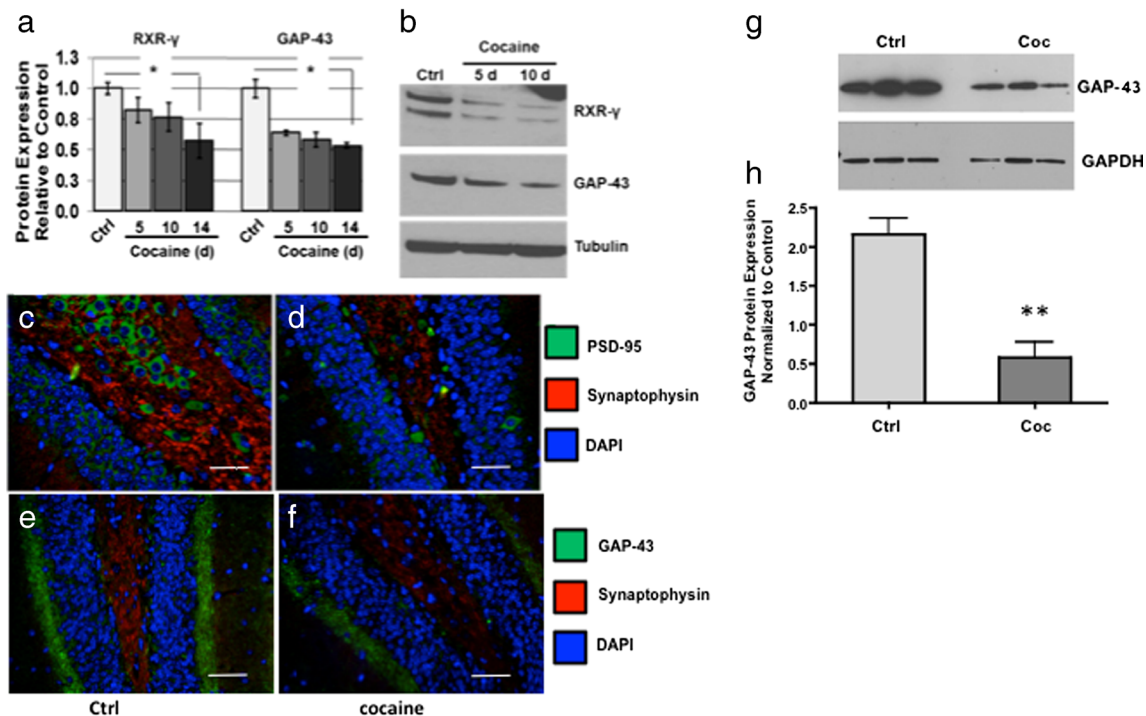 a
RXR-γ
GAP-43
Protein Expression
Relative to Control
1.3
1.0
0.8
0.5
0.3
0.0
*
*
Ctrl
5
10
14
Cocaine (d)
Ctrl
5
10
14
Cocaine (d)
b
Cocaine
Ctrl
5 d
10 d
RXR-γ
GAP-43
Tubulin
c
d
PSD-95
Synaptophysin
DAPI
e
f
GAP-43
Synaptophysin
DAPI
Ctrl
cocaine
g
Ctrl
Coc
GAP-43
GAPDH
h
GAP-43 Protein Expression
Normalized to Control
2.5
2.0
1.5
1.0
0.5
0.0
**
Ctrl
Coc